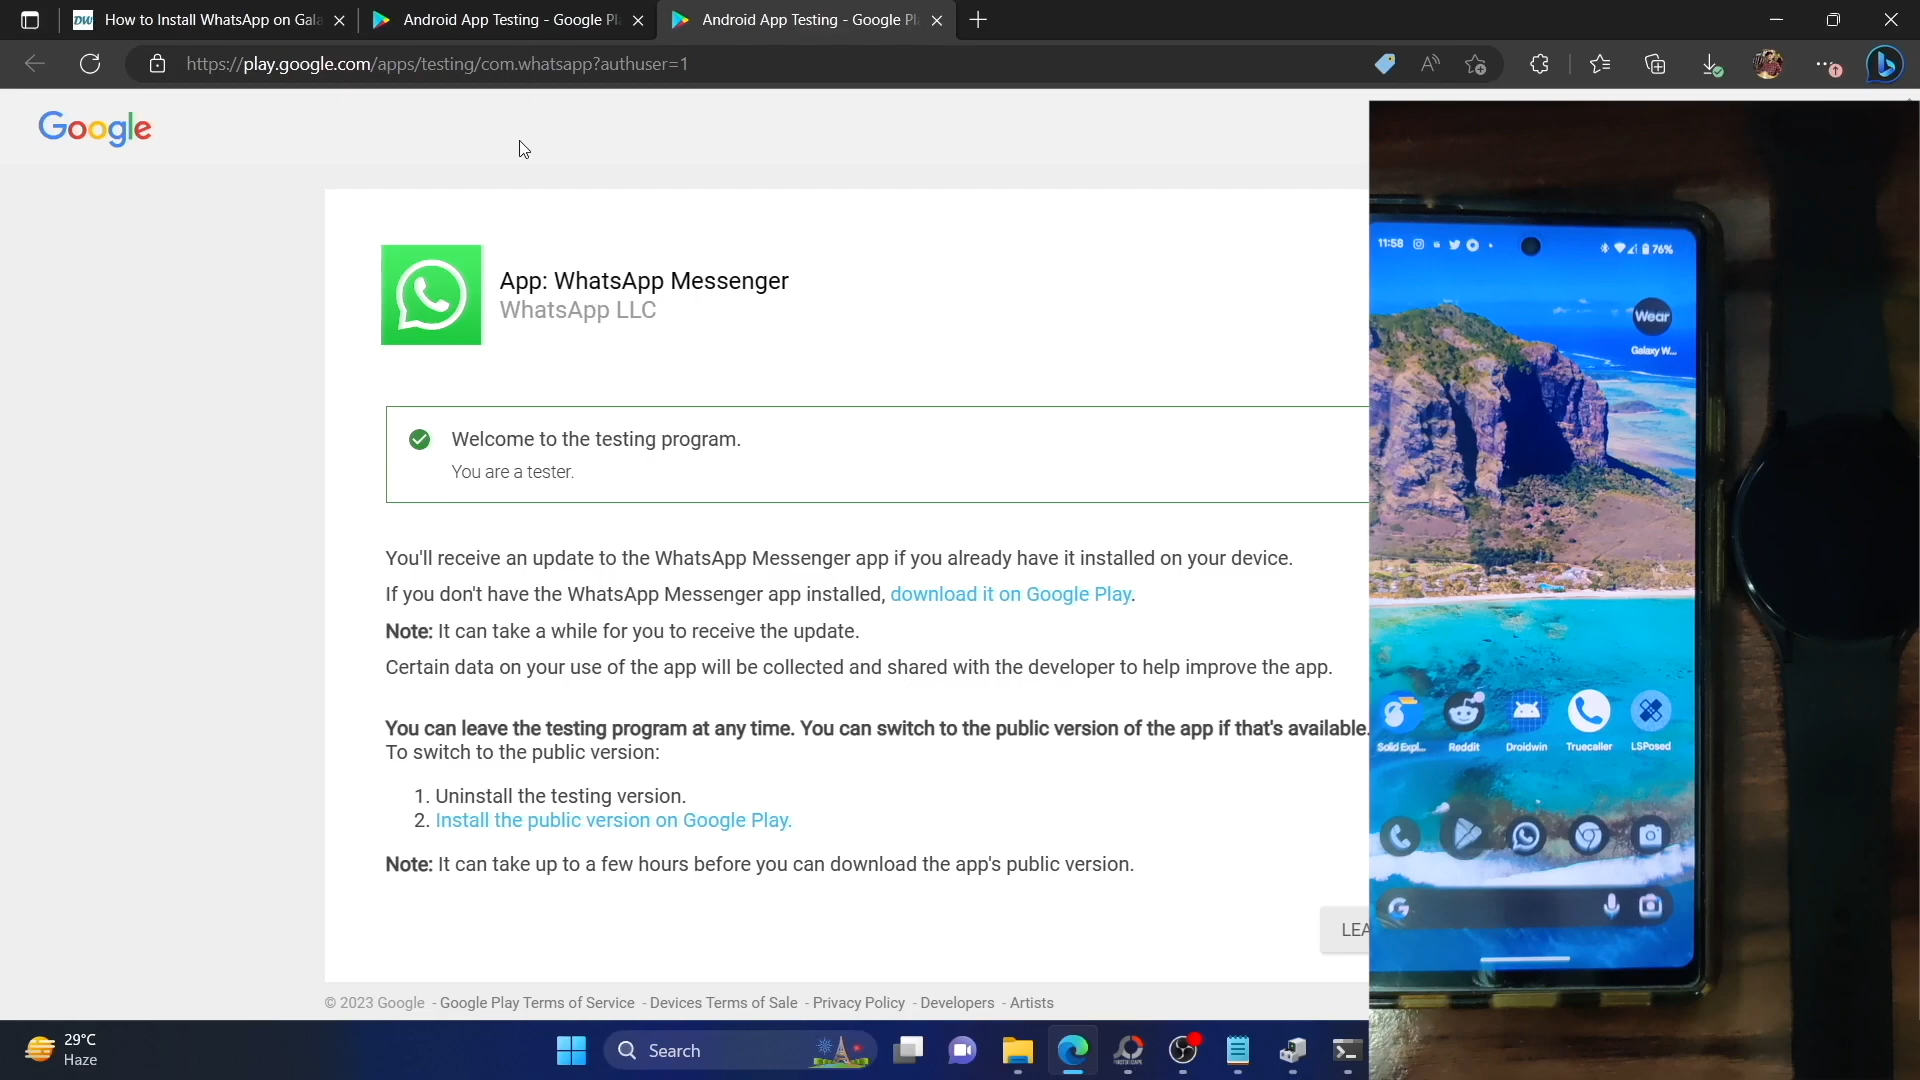 How to Install WhatsApp on Gala
Android App Testing - Google Pl
Android App Testing - Google Pl
https://play.google.com/apps/testing/com.whatsapp?authuser=1
Google
App: WhatsApp Messenger
WhatsApp LLC
Welcome to the testing program.
You are a tester.
You'll receive an update to the WhatsApp Messenger app if you already have it installed on your device.
If you don't have the WhatsApp Messenger app installed, download it on Google Play.
Note: It can take a while for you to receive the update.
Certain data on your use of the app will be collected and shared with the developer to help improve the app.
You can leave the testing program at any time. You can switch to the public version of the app if that's available.
To switch to the public version:
1. Uninstall the testing version.
2. Install the public version on Google Play.
Note: It can take up to a few hours before you can download the app's public version.
LEA
© 2023 Google - Google Play Terms of Service - Devices Terms of Sale - Privacy Policy - Developers - Artists
11:58
76%
Wear
Galaxy W...
Solid Expl...
Reddit
Droidwin
Truecaller
LSPosed
29°C
Haze
Search